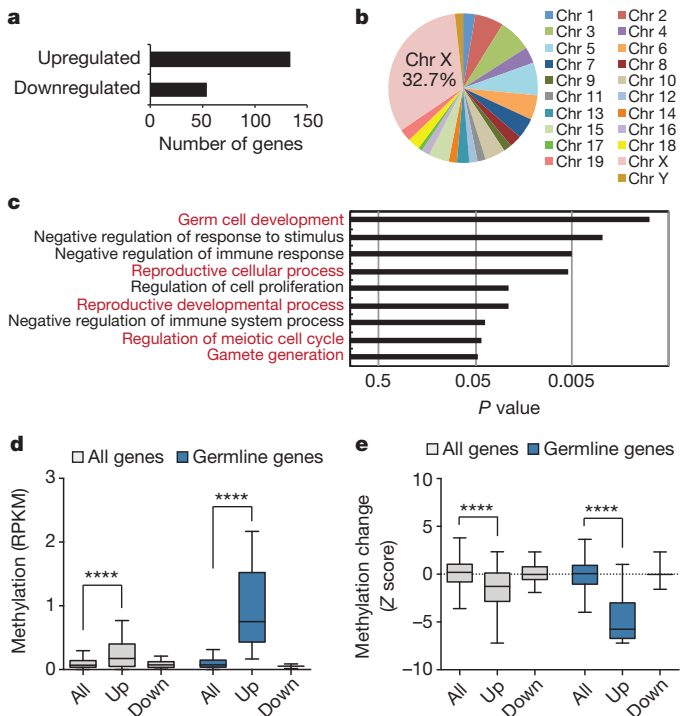 a
Upregulated
Downregulated
0 50 100 150
Number of genes
b
Chr X
32.7%
Chr 1 Chr 2
Chr 3 Chr 4
Chr 5 Chr 6
Chr 7 Chr 8
Chr 9 Chr 10
Chr 11 Chr 12
Chr 13 Chr 14
Chr 15 Chr 16
Chr 17 Chr 18
Chr 19 Chr X
Chr Y
c
Germ cell development
Negative regulation of response to stimulus
Negative regulation of immune response
Reproductive cellular process
Regulation of cell proliferation
Reproductive developmental process
Negative regulation of immune system process
Regulation of meiotic cell cycle
Gamete generation
0.5 0.05 0.005
P value
d
All genes Germline genes
Methylation (RPKM)
3
2
1
0
****
****
All Up Down All Up Down
e
All genes Germline genes
Methylation change
(Z score)
10
5
0
−5
−10
****
****
All Up Down All Up Down